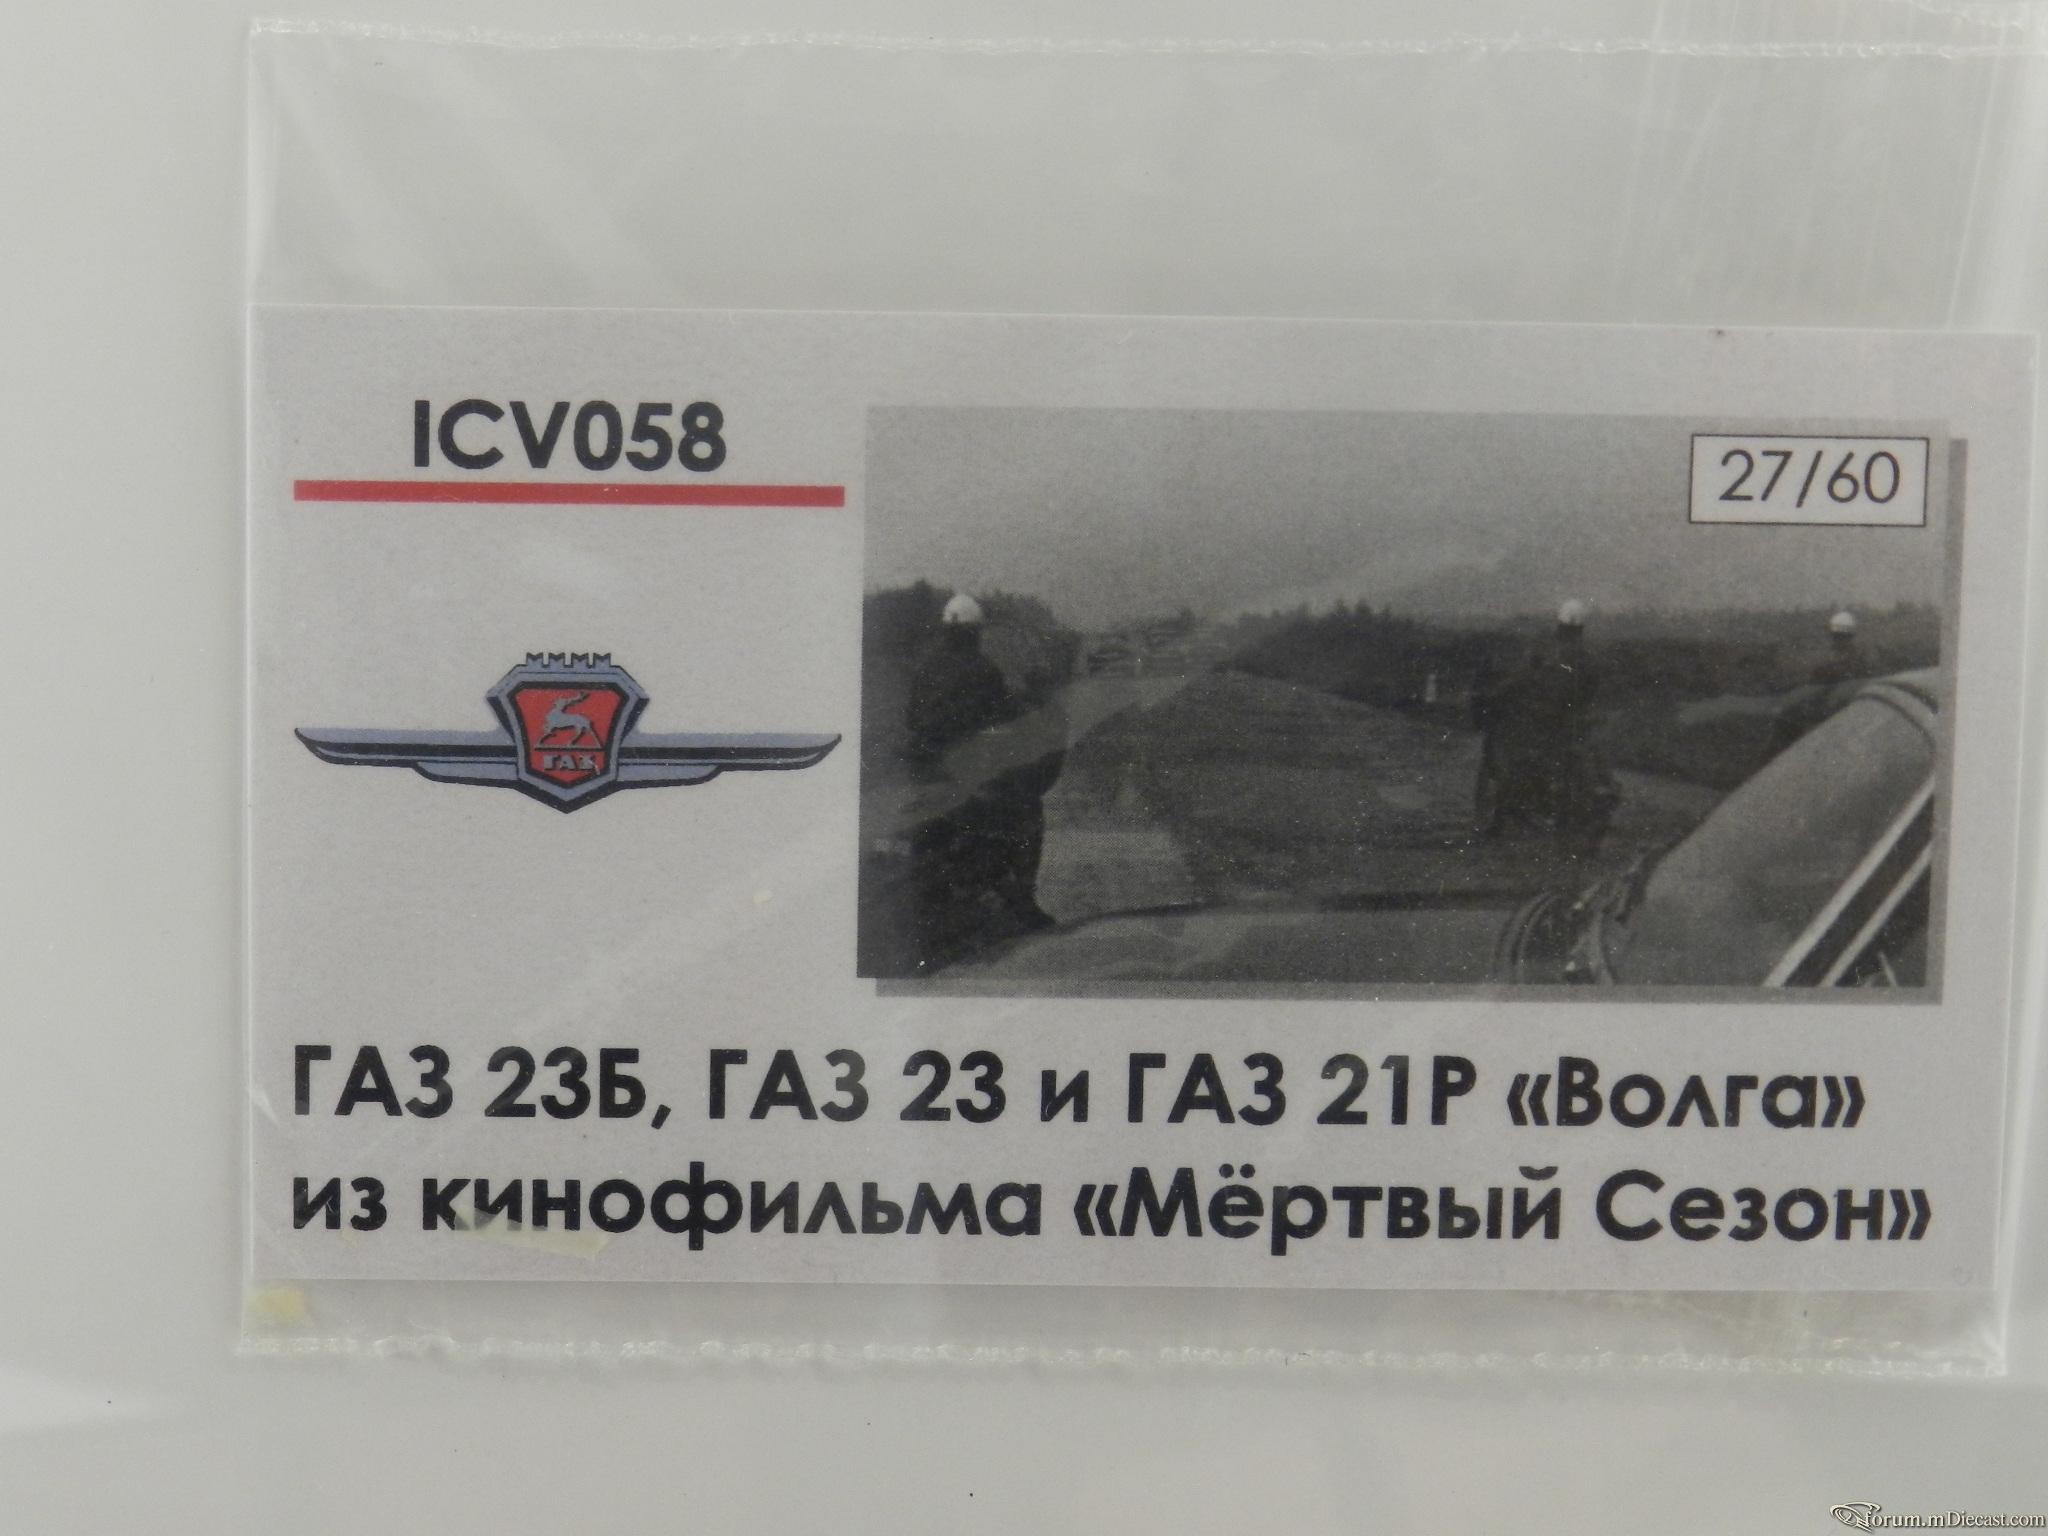 ICV058
27/60
ГАЗ
ГАЗ 23Б, ГАЗ 23 и ГАЗ 21Р «Волга»
из кинофильма «Мёртвый Сезон»
forum.mDiecast.com